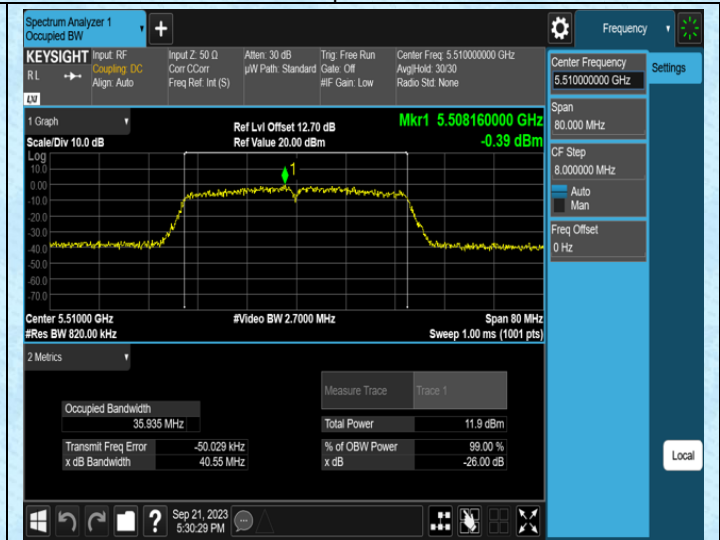 Spectrum Analyzer 1
Occupied BW
Frequency
KEYSIGHT
RL
Input: RF
Coupling: DC
Align: Auto
Input Z: 50 Ω
Corr CCorr
Freq Ref: Int (S)
Atten: 30 dB
µW Path: Standard
Trig: Free Run
Gate: Off
#IF Gain: Low
Center Freq: 5.510000000 GHz
Avg|Hold: 30/30
Radio Std: None
LXI
Center Frequency
5.510000000 GHz
Settings
Span
80.000 MHz
CF Step
8.000000 MHz
Auto
Man
Freq Offset
0 Hz
1 Graph
Scale/Div 10.0 dB
Ref Lvl Offset 12.70 dB
Ref Value 20.00 dBm
Mkr1 5.508160000 GHz
-0.39 dBm
Log
10.0
0.00
-10.0
-20.0
-30.0
-40.0
-50.0
-60.0
-70.0
1
Center 5.51000 GHz
#Res BW 820.00 kHz
#Video BW 2.7000 MHz
Span 80 MHz
Sweep 1.00 ms (1001 pts)
2 Metrics
Measure Trace
Trace 1
Occupied Bandwidth
35.935 MHz
Total Power 11.9 dBm
Transmit Freq Error -50.029 kHz
% of OBW Power 99.00 %
x dB Bandwidth 40.55 MHz
x dB -26.00 dB
Local
Sep 21, 2023
5:30:29 PM